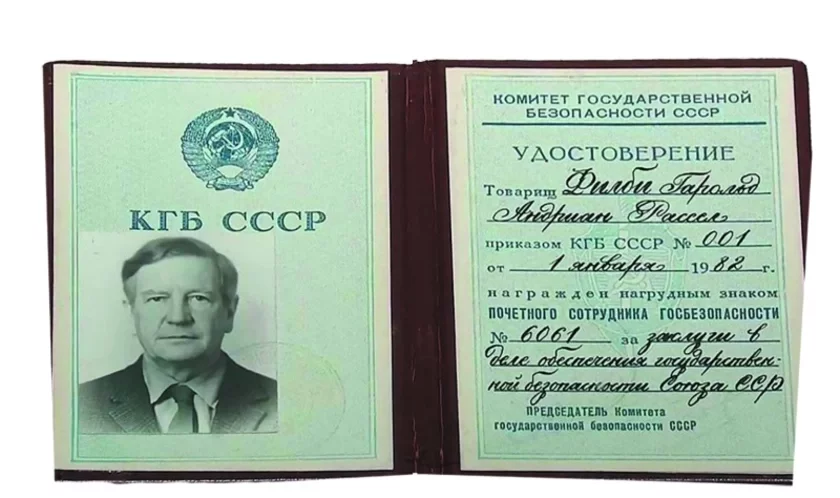 КГБ СССР
КОМИТЕТ ГОСУДАРСТВЕННОЙ
БЕЗОПАСНОСТИ СССР
УДОСТОВЕРЕНИЕ
Товарищ Филби Гарольд
Андриан Рассел
приказом КГБ СССР № 001
от 1 января 1982 г.
награжден нагрудным знаком
ПОЧЕТНОГО СОТРУДНИКА ГОСБЕЗОПАСНОСТИ
№ 6061 за заслуги в
деле обеспечения государствен-
ной безопасности Союза ССР
ПРЕДСЕДАТЕЛЬ Комитета
государственной безопасности СССР